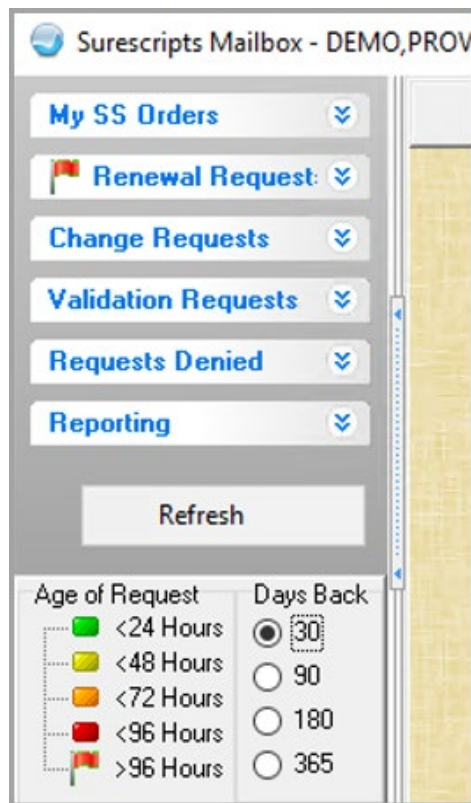 Surescripts Mailbox - DEMO,PROV
My SS Orders
Renewal Request
Change Requests
Validation Requests
Requests Denied
Reporting
Refresh
Age of Request
<24 Hours
<48 Hours
<72 Hours
<96 Hours
>96 Hours
Days Back
30
90
180
365